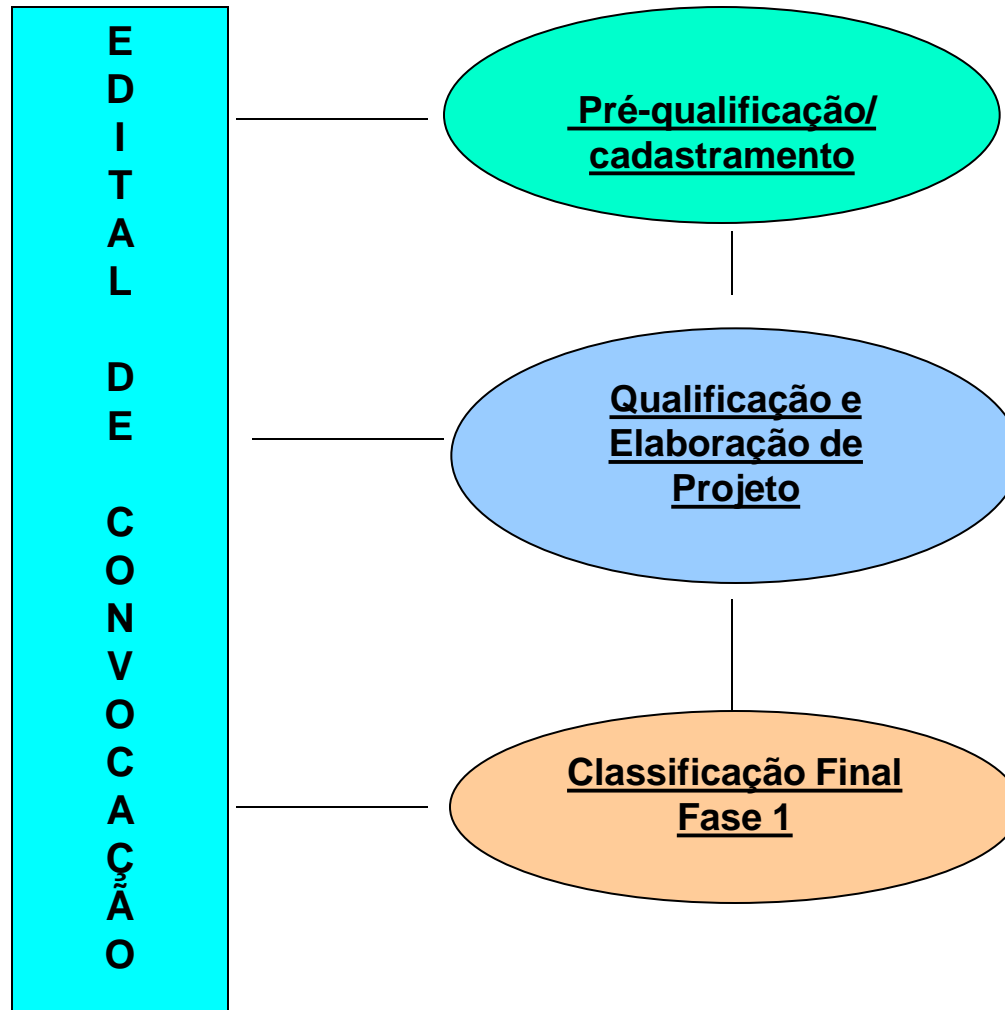 EDITAL DE CONVOCAÇÃO
Pré-qualificação/
cadastramento
Qualificação e
Elaboração de
Projeto
Classificação Final
Fase 1